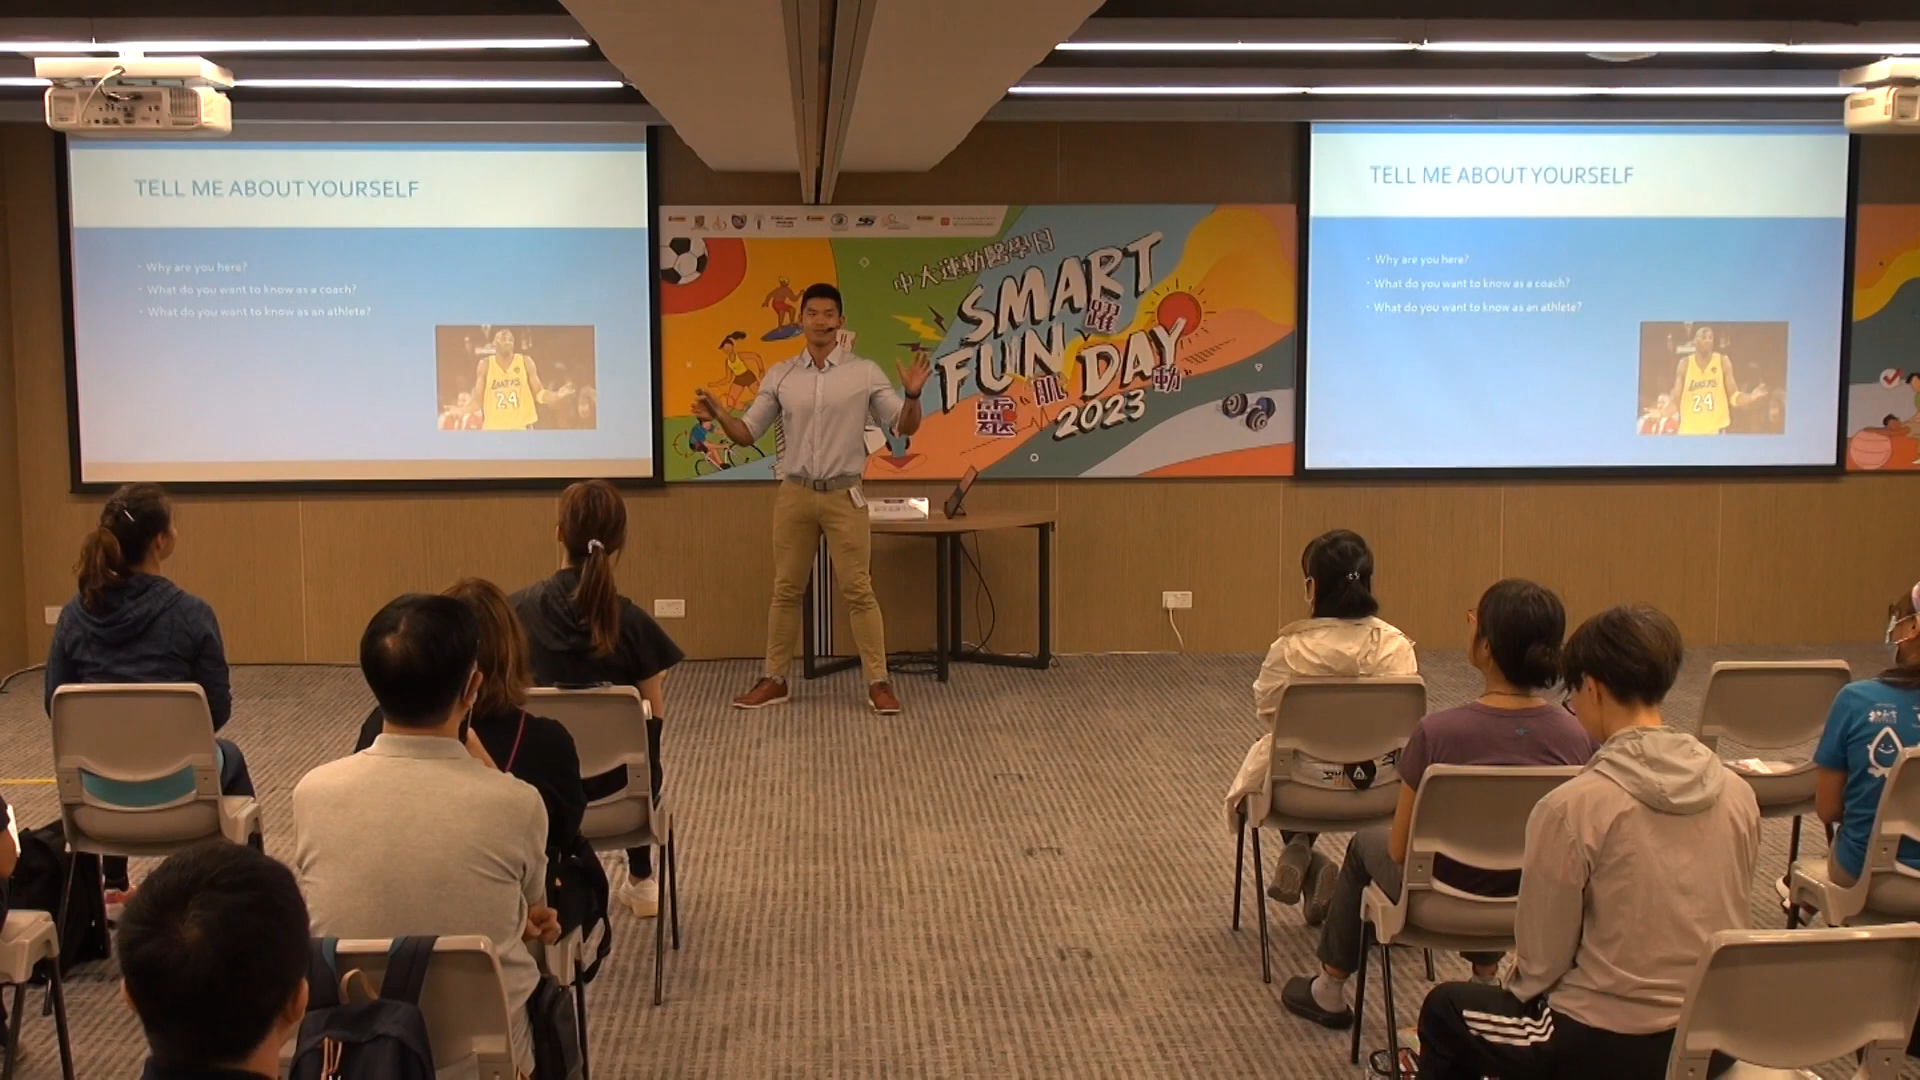 TELL ME ABOUT YOURSELF
Why are you here?
What do you want to know as a coach?
What do you want to know as an athlete?
LAKERS
24
中大運動醫學日
SMART
躍
FUN DAY
靈 肌 動
2023
TELL ME ABOUT YOURSELF
Why are you here?
What do you want to know as a coach?
What do you want to know as an athlete?
LAKERS
24